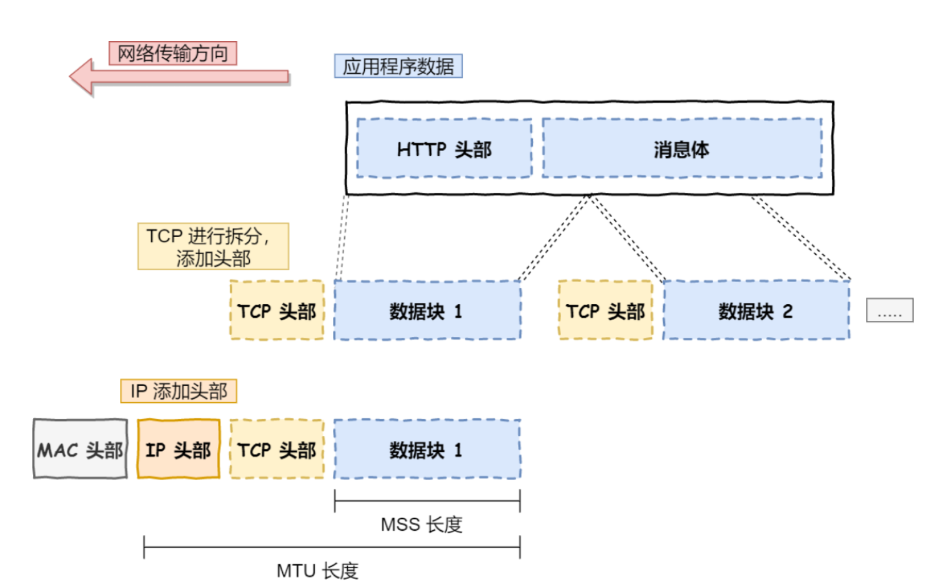 网络传输方向
应用程序数据
HTTP 头部
消息体
TCP 进行拆分，
添加头部
TCP 头部
数据块 1
TCP 头部
数据块 2
.....
IP 添加头部
MAC 头部
IP 头部
TCP 头部
数据块 1
MSS 长度
MTU 长度